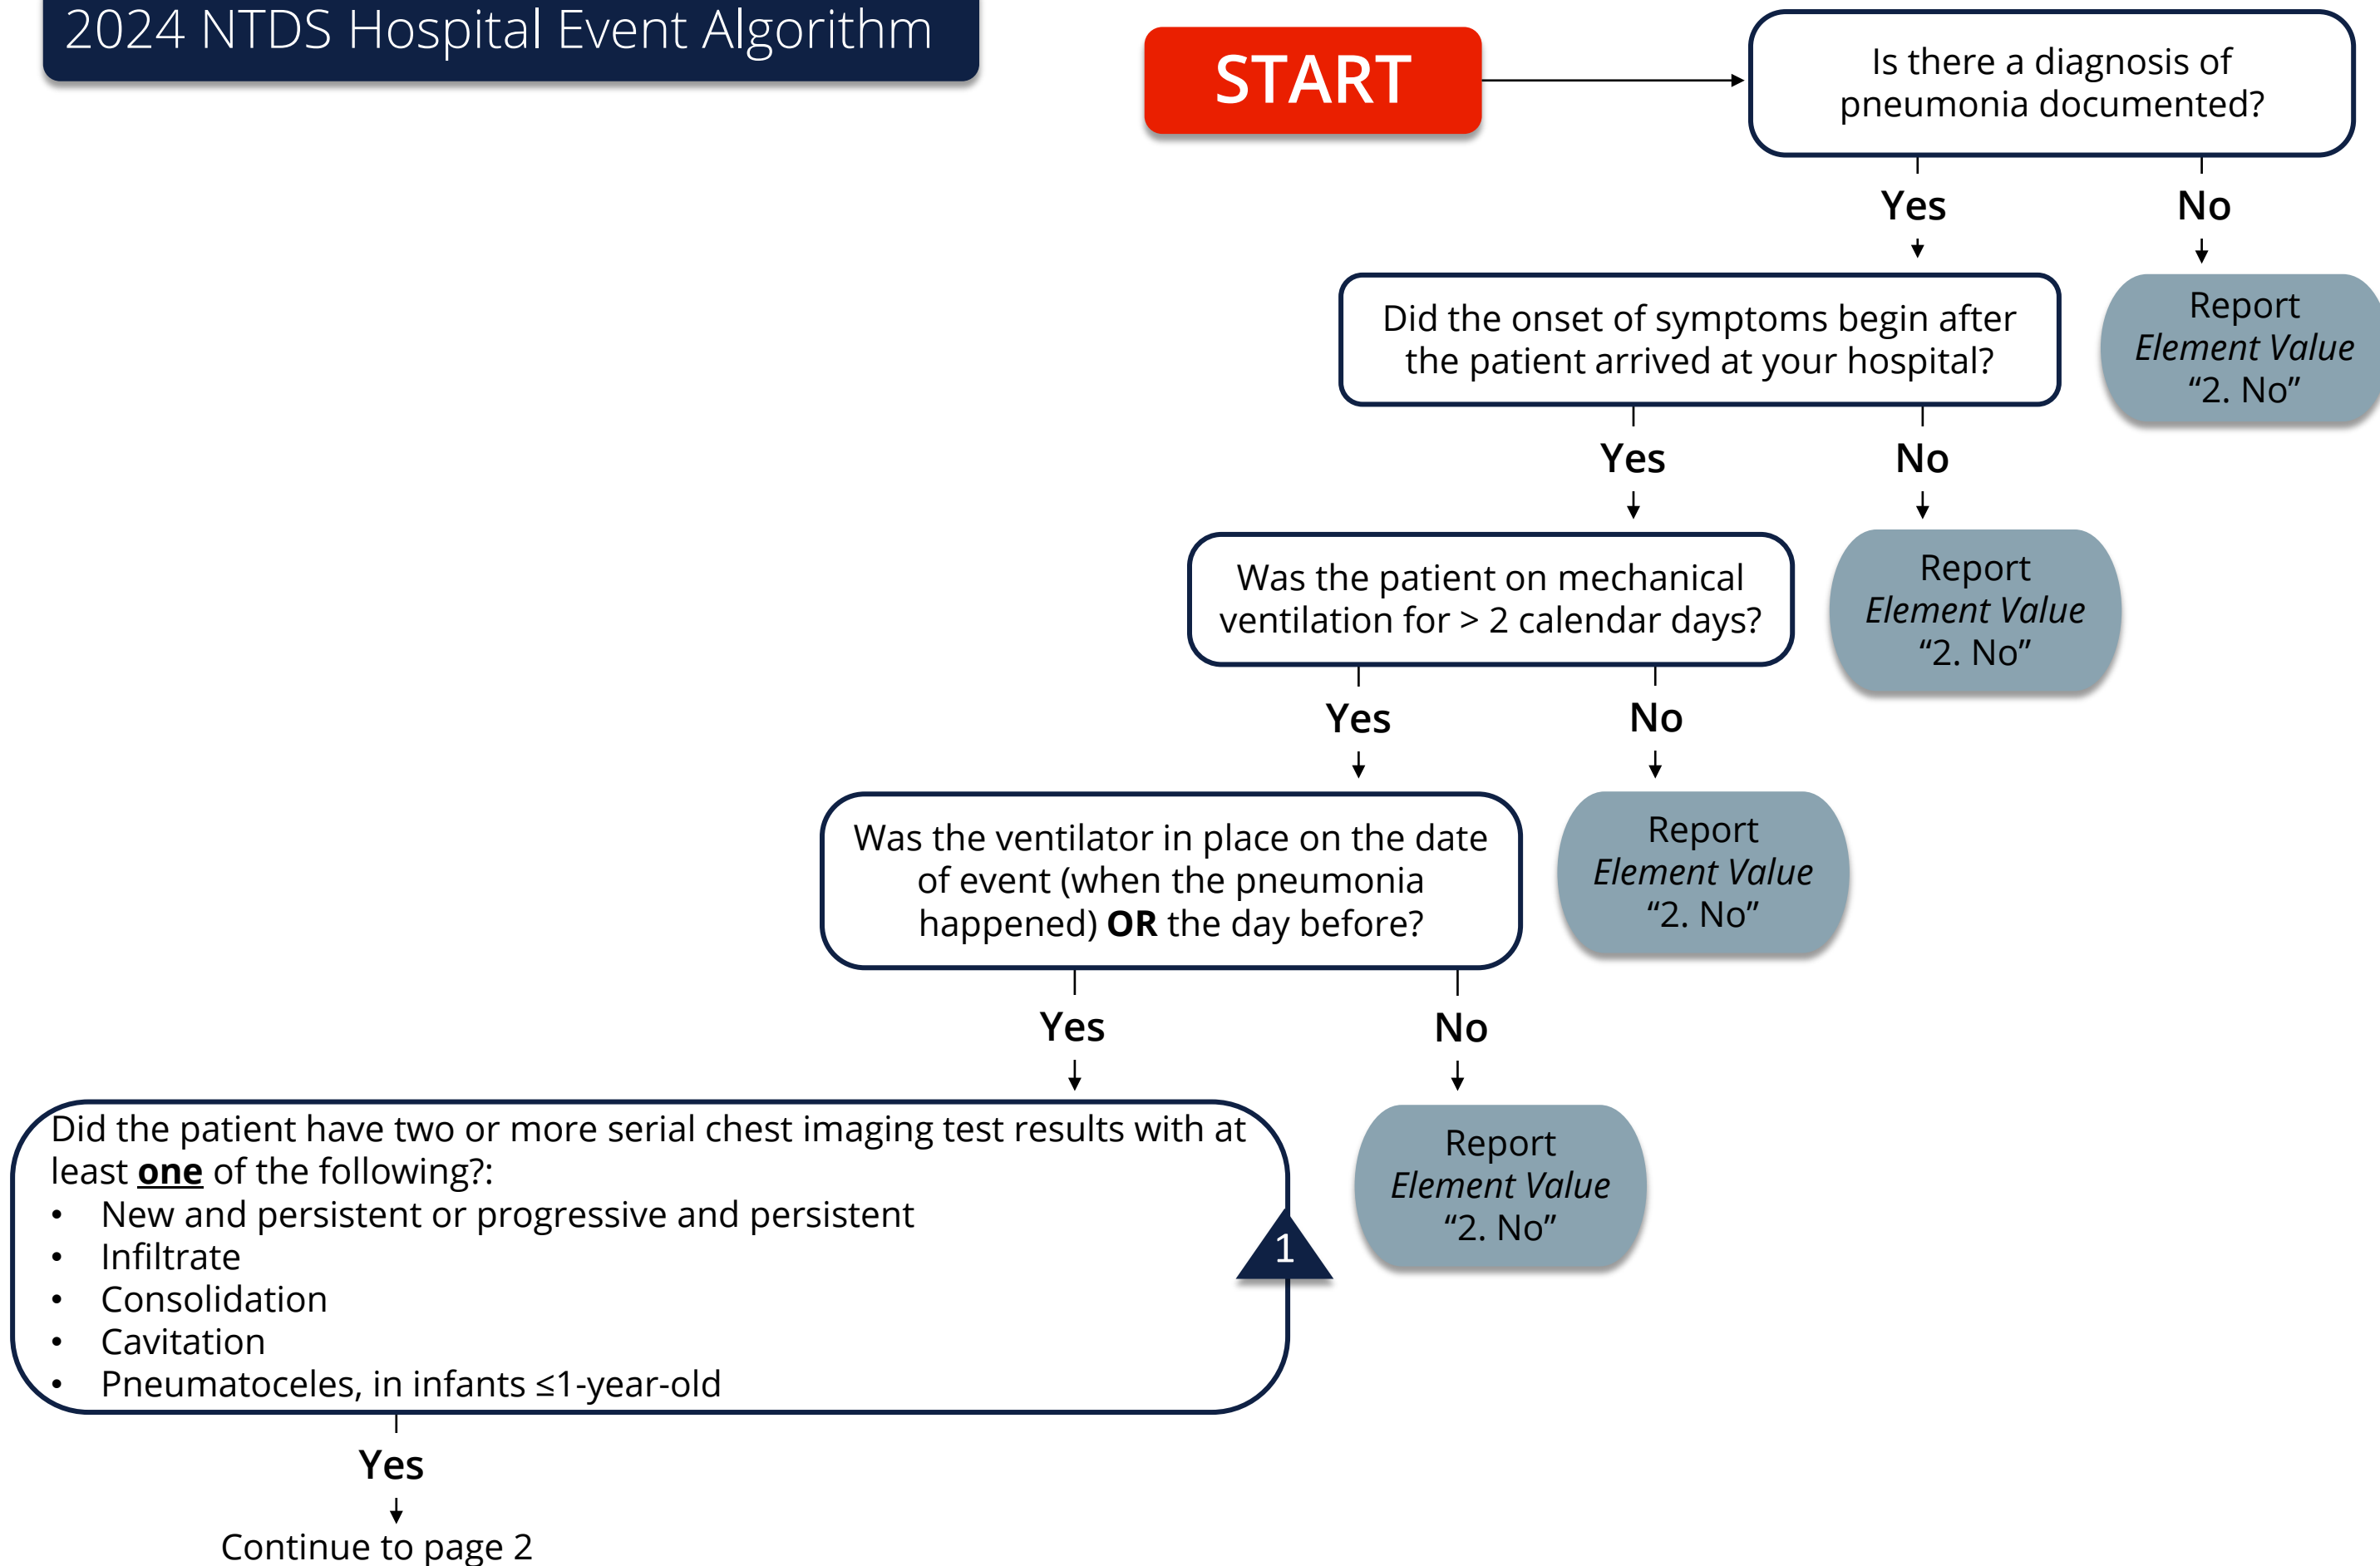 2024 NTDS Hospital Event Algorithm
START
Is there a diagnosis of
pneumonia documented?
Yes
No
Did the onset of symptoms begin after
the patient arrived at your hospital?
Report
Element Value
“2. No”
Yes
No
Was the patient on mechanical
ventilation for > 2 calendar days?
Report
Element Value
“2. No”
Yes
No
Was the ventilator in place on the date
of event (when the pneumonia
happened) OR the day before?
Report
Element Value
“2. No”
Yes
No
Did the patient have two or more serial chest imaging test results with at
least one of the following?:
• New and persistent or progressive and persistent
• Infiltrate
• Consolidation
• Cavitation
• Pneumatoceles, in infants ≤1-year-old
1
Report
Element Value
“2. No”
Yes
Continue to page 2